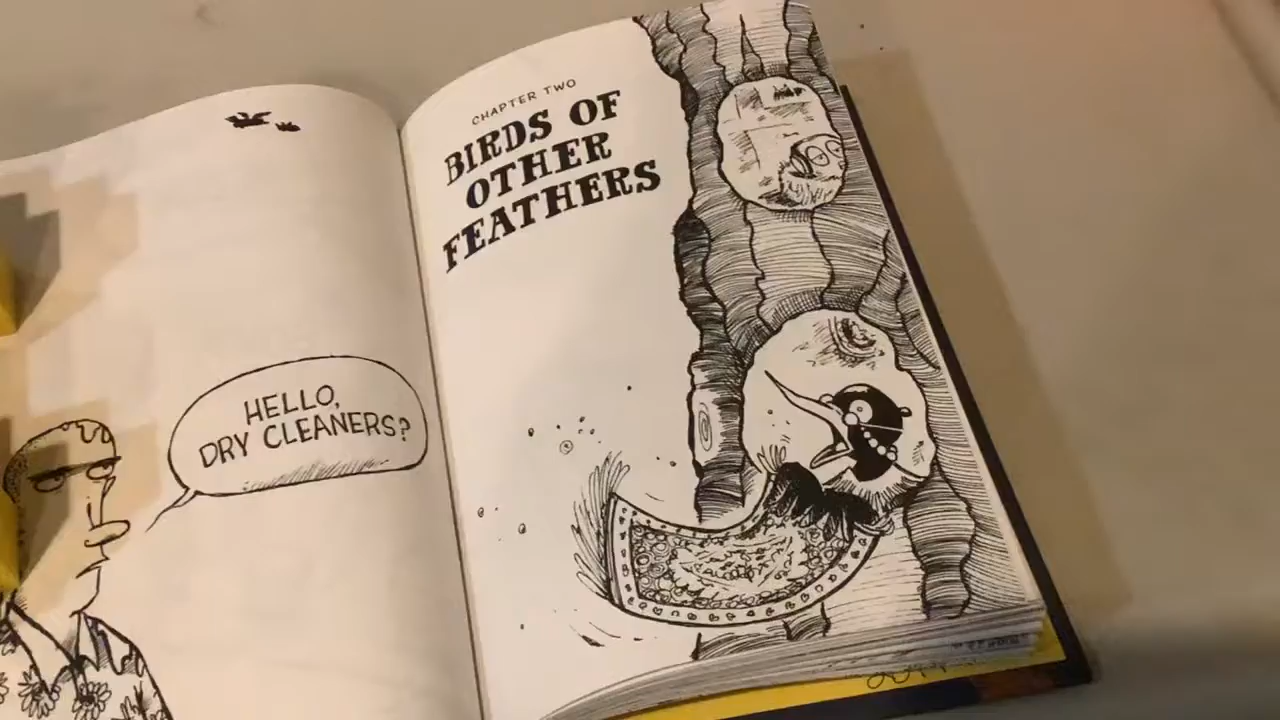 HELLO,
DRY CLEANERS?
CHAPTER TWO
BIRDS OF
OTHER
FEATHERS